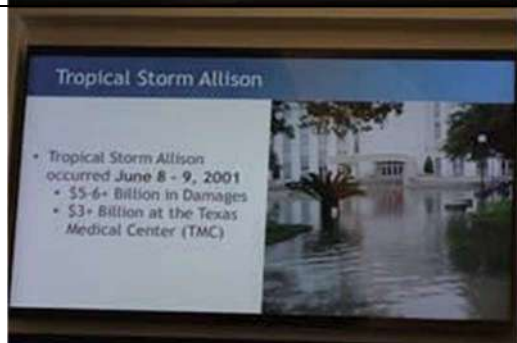 Tropical Storm Allison
• Tropical Storm Allison
occurred June 8 - 9, 2001
• $5-6+ Billion in Damages
• $3+ Billion at the Texas
Medical Center (TMC)